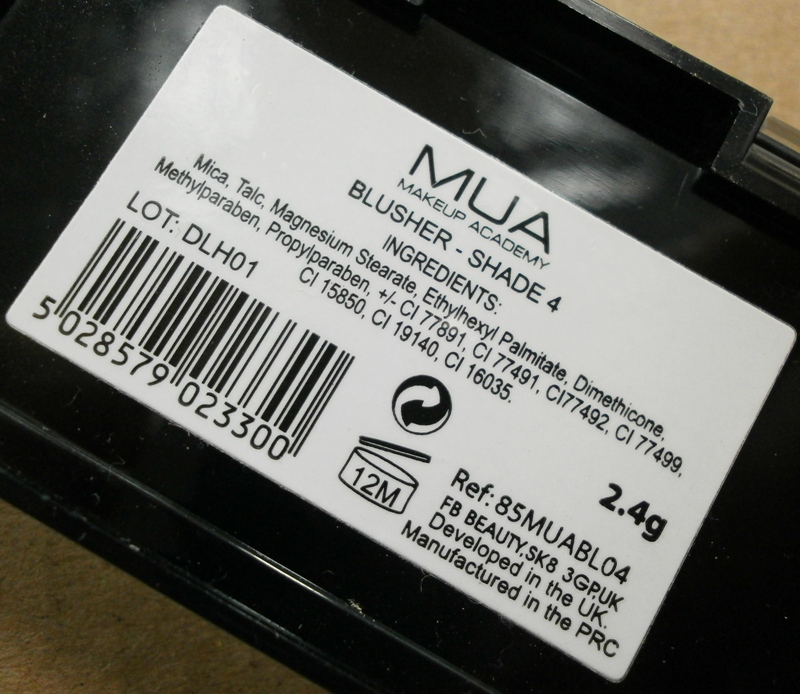 MUA
MAKEUP ACADEMY
BLUSHER - SHADE 4
INGREDIENTS:
Mica, Talc, Magnesium Stearate, Ethylhexyl Palmitate, Dimethicone,
Methylparaben, Propylparaben, +/- CI 77891, CI 77491, CI77492, CI 77499,
CI 15850, CI 19140, CI 16035.
LOT: DLH01
5 028579 023300
12M
2.4g
Ref: 85MUABL04
FB BEAUTY,SK8 3GP,UK
Developed in the UK.
Manufactured in the PRC